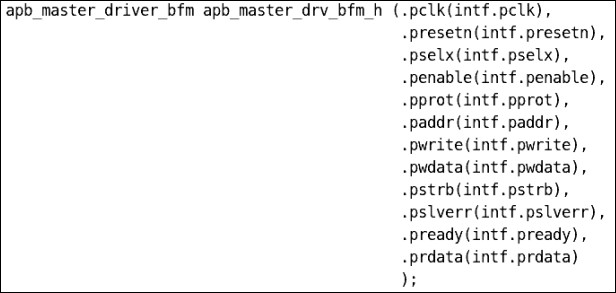 apb_master_driver_bfm apb_master_drv_bfm_h (.pclk(intf.pclk),
.presetn(intf.presetn),
.pselx(intf.pselx),
.penable(intf.penable),
.pprot(intf.pprot),
.paddr(intf.paddr),
.pwrite(intf.pwrite),
.pwdata(intf.pwdata),
.pstrb(intf.pstrb),
.pslverr(intf.pslverr),
.pready(intf.pready),
.prdata(intf.prdata)
);